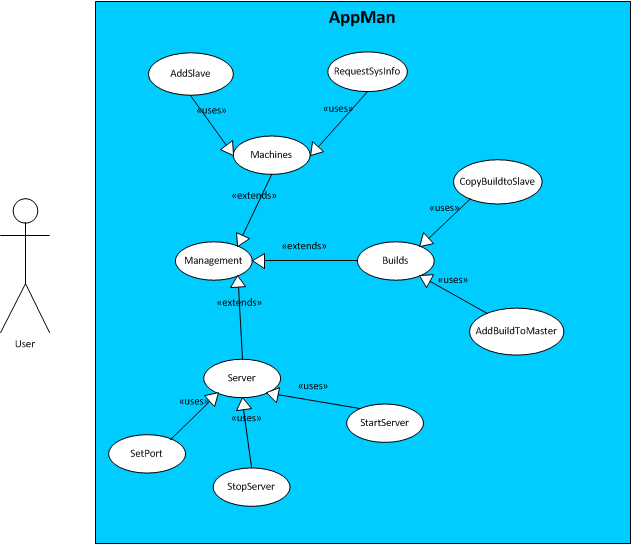 AppMan
AddSlave
RequestSysInfo
«uses»
«uses»
Machines
CopyBuildtoSlave
«extends»
«uses»
«extends»
Management
Builds
«uses»
«extends»
AddBuildToMaster
User
Server
«uses»
«uses»
«uses»
StartServer
SetPort
StopServer